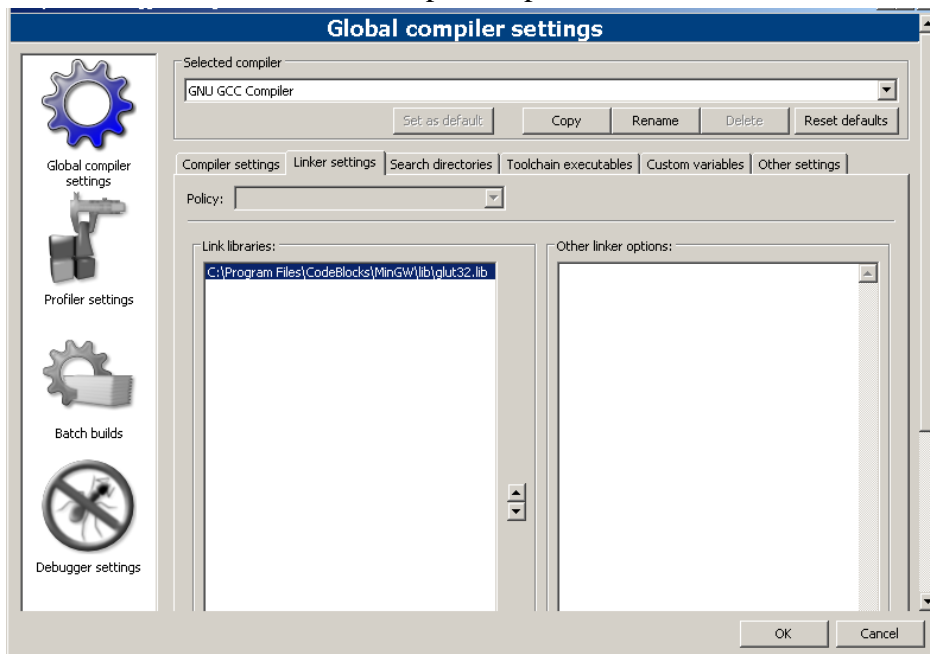 Global compiler settings
Selected compiler
GNU GCC Compiler
Set as default Copy Rename Delete Reset defaults
Global compiler
settings
Compiler settings Linker settings Search directories Toolchain executables Custom variables Other settings
Policy:
Link libraries: Other linker options:
C:\Program Files\CodeBlocks\MinGW\lib\glut32.lib
Profiler settings
Batch builds
Debugger settings
OK Cancel